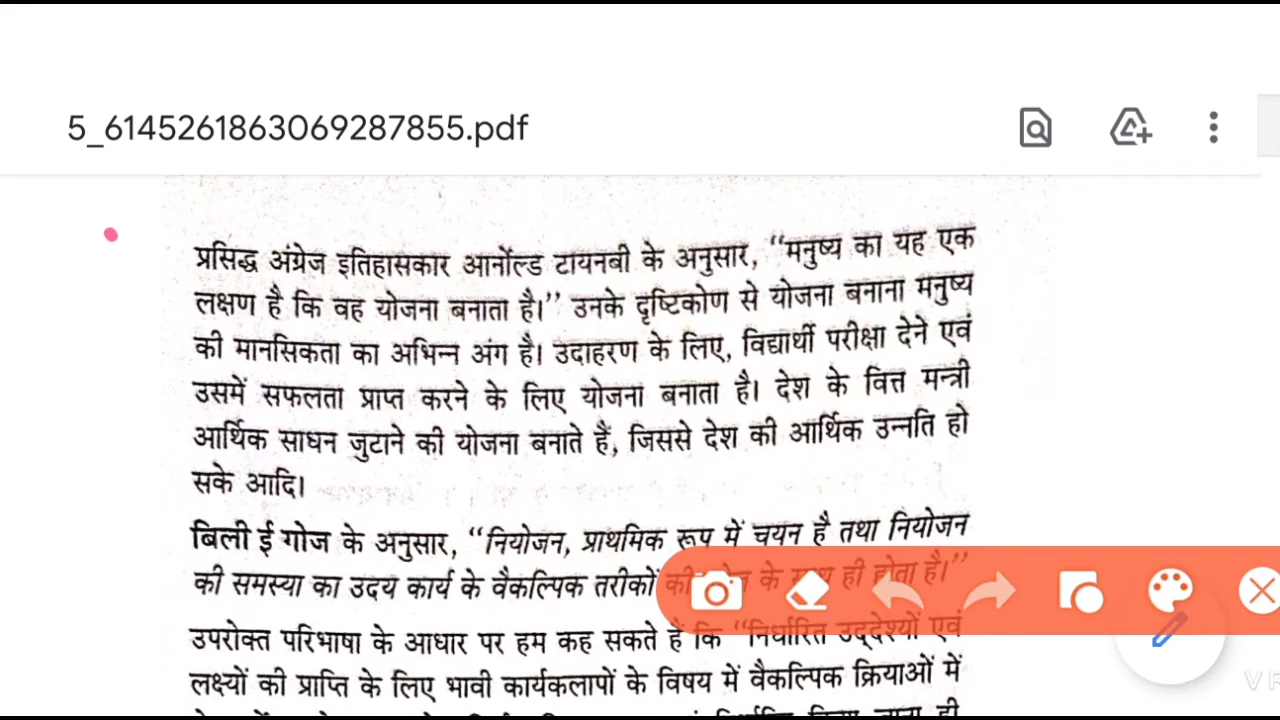 5_6145261863069287855.pdf
प्रसिद्ध अंग्रेज इतिहासकार आर्नोल्ड टायनबी के अनुसार, “मनुष्य का यह एक
लक्षण है कि वह योजना बनाता है।” उनके दृष्टिकोण से योजना बनाना मनुष्य
की मानसिकता का अभिन्न अंग है। उदाहरण के लिए, विद्यार्थी परीक्षा देने एवं
उसमें सफलता प्राप्त करने के लिए योजना बनाता है। देश के वित्त मन्त्री
आर्थिक साधन जुटाने की योजना बनाते हैं, जिससे देश की आर्थिक उन्नति हो
सके आदि।
बिली ई गोज के अनुसार, “नियोजन, प्राथमिक रूप में चयन है तथा नियोजन
की समस्या का उदय कार्य के वैकल्पिक तरीकों की के ही होता है।”
उपरोक्त परिभाषा के आधार पर हम कह सकते हैं कि “निर्धारित उद्देश्यों एवं
लक्ष्यों की प्राप्ति के लिए भावी कार्यकलापों के विषय में वैकल्पिक क्रियाओं में
VR